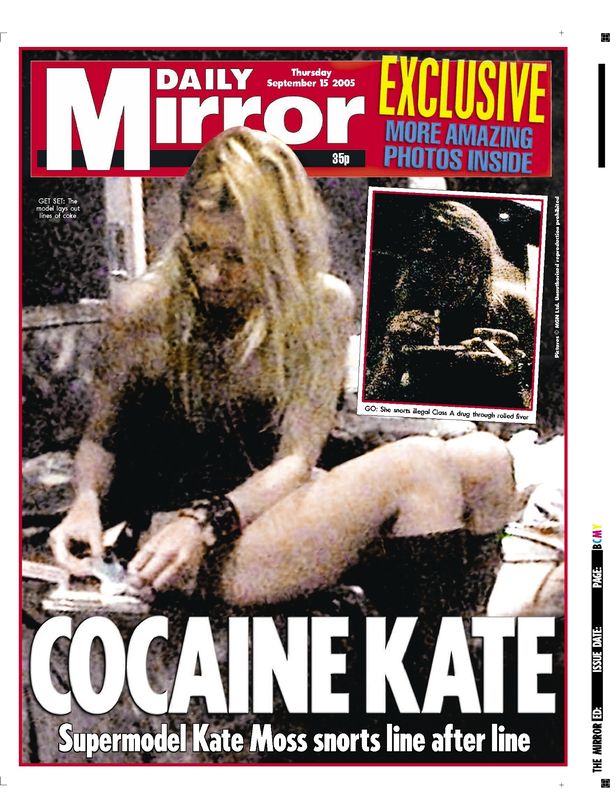 DAILY
Mirror
Thursday
September 15 2005
35p
EXCLUSIVE
MORE AMAZING
PHOTOS INSIDE
GET SET: The
model lays out
lines of coke
GO: She snorts illegal Class A drug through rolled fiver
Pictures © MGN Ltd. Unauthorised reproduction prohibited
COCAINE KATE
Supermodel Kate Moss snorts line after line
THE MIRROR ED: ISSUE DATE: PAGE: BCMY